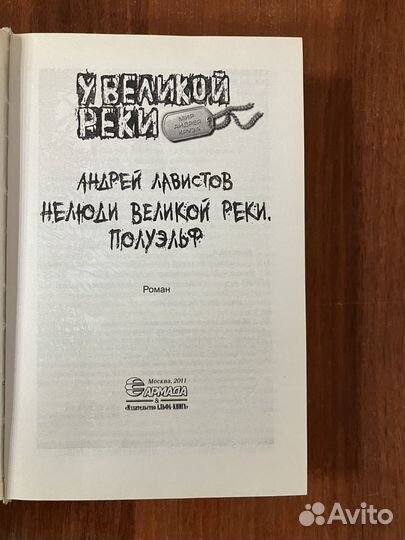 У ВЕЛИКОЙ
РЕКИ
МИР
АНДРЕЯ
КРУЗА
АНДРЕЙ ЛАВИСТОВ
НЕЛЮДИ ВЕЛИКОЙ РЕКИ.
ПОЛУЭЛЬФ
Роман
Москва, 2011
АРМАДА
&
«Издательство АЛЬФА-КНИГА»
Avito